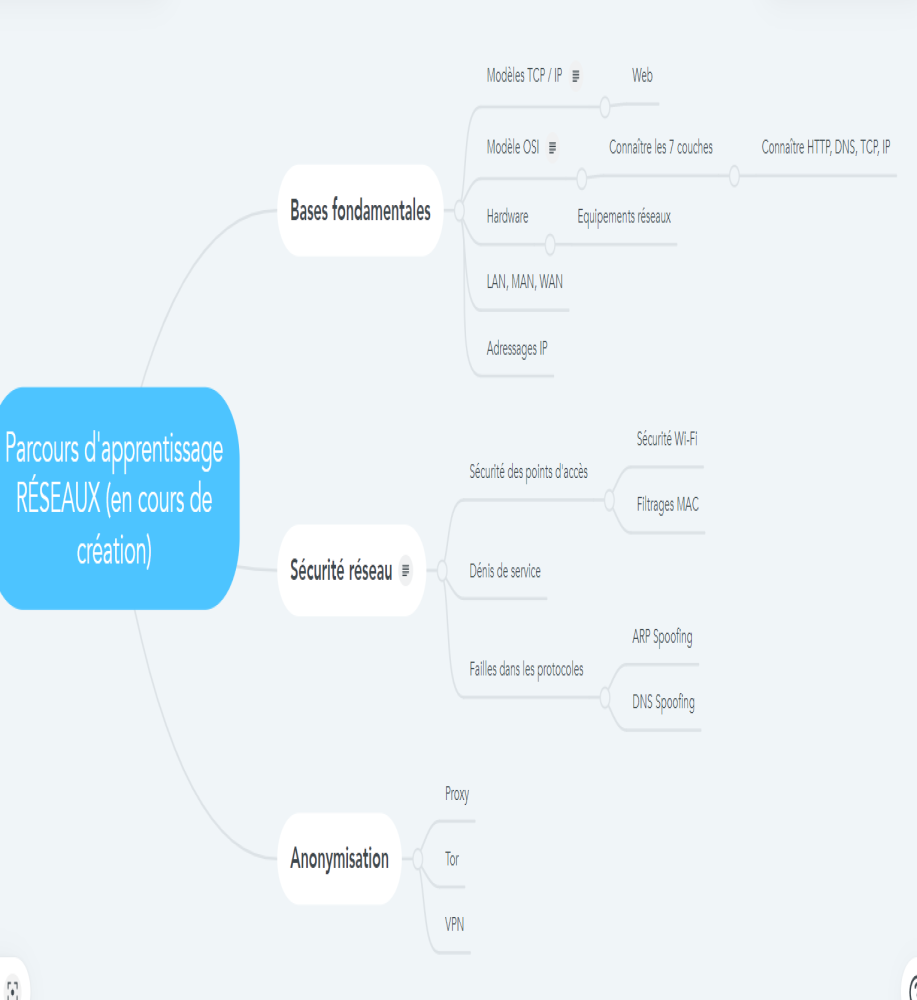 Parcours d'apprentissage
RÉSEAUX (en cours de
création)
Bases fondamentales
Modèles TCP / IP
Web
Modèle OSI
Connaître les 7 couches
Connaître HTTP, DNS, TCP, IP
Hardware
Equipements réseaux
LAN, MAN, WAN
Adressages IP
Sécurité réseau
Sécurité des points d'accès
Sécurité Wi-Fi
Filtrages MAC
Dénis de service
Failles dans les protocoles
ARP Spoofing
DNS Spoofing
Anonymisation
Proxy
Tor
VPN